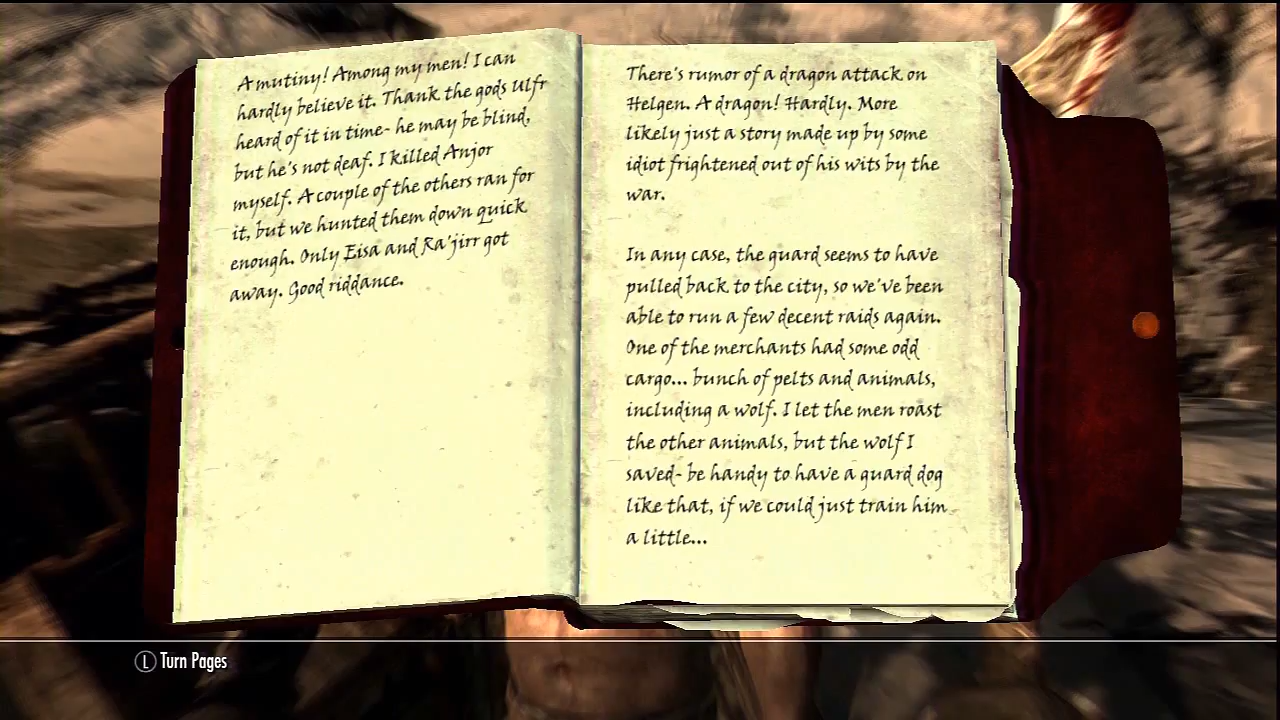 A mutiny! Among my men! I can
hardly believe it. Thank the gods Ulfr
heard of it in time- he may be blind,
but he's not deaf. I killed Anjor
myself. A couple of the others ran for
it, but we hunted them down quick
enough. Only Eisa and Ra'jirr got
away. Good riddance.
There's rumor of a dragon attack on
Helgen. A dragon! Hardly. More
likely just a story made up by some
idiot frightened out of his wits by the
war.
In any case, the guard seems to have
pulled back to the city, so we've been
able to run a few decent raids again.
One of the merchants had some odd
cargo... bunch of pelts and animals,
including a wolf. I let the men roast
the other animals, but the wolf I
saved- be handy to have a guard dog
like that, if we could just train him
a little...
L Turn Pages